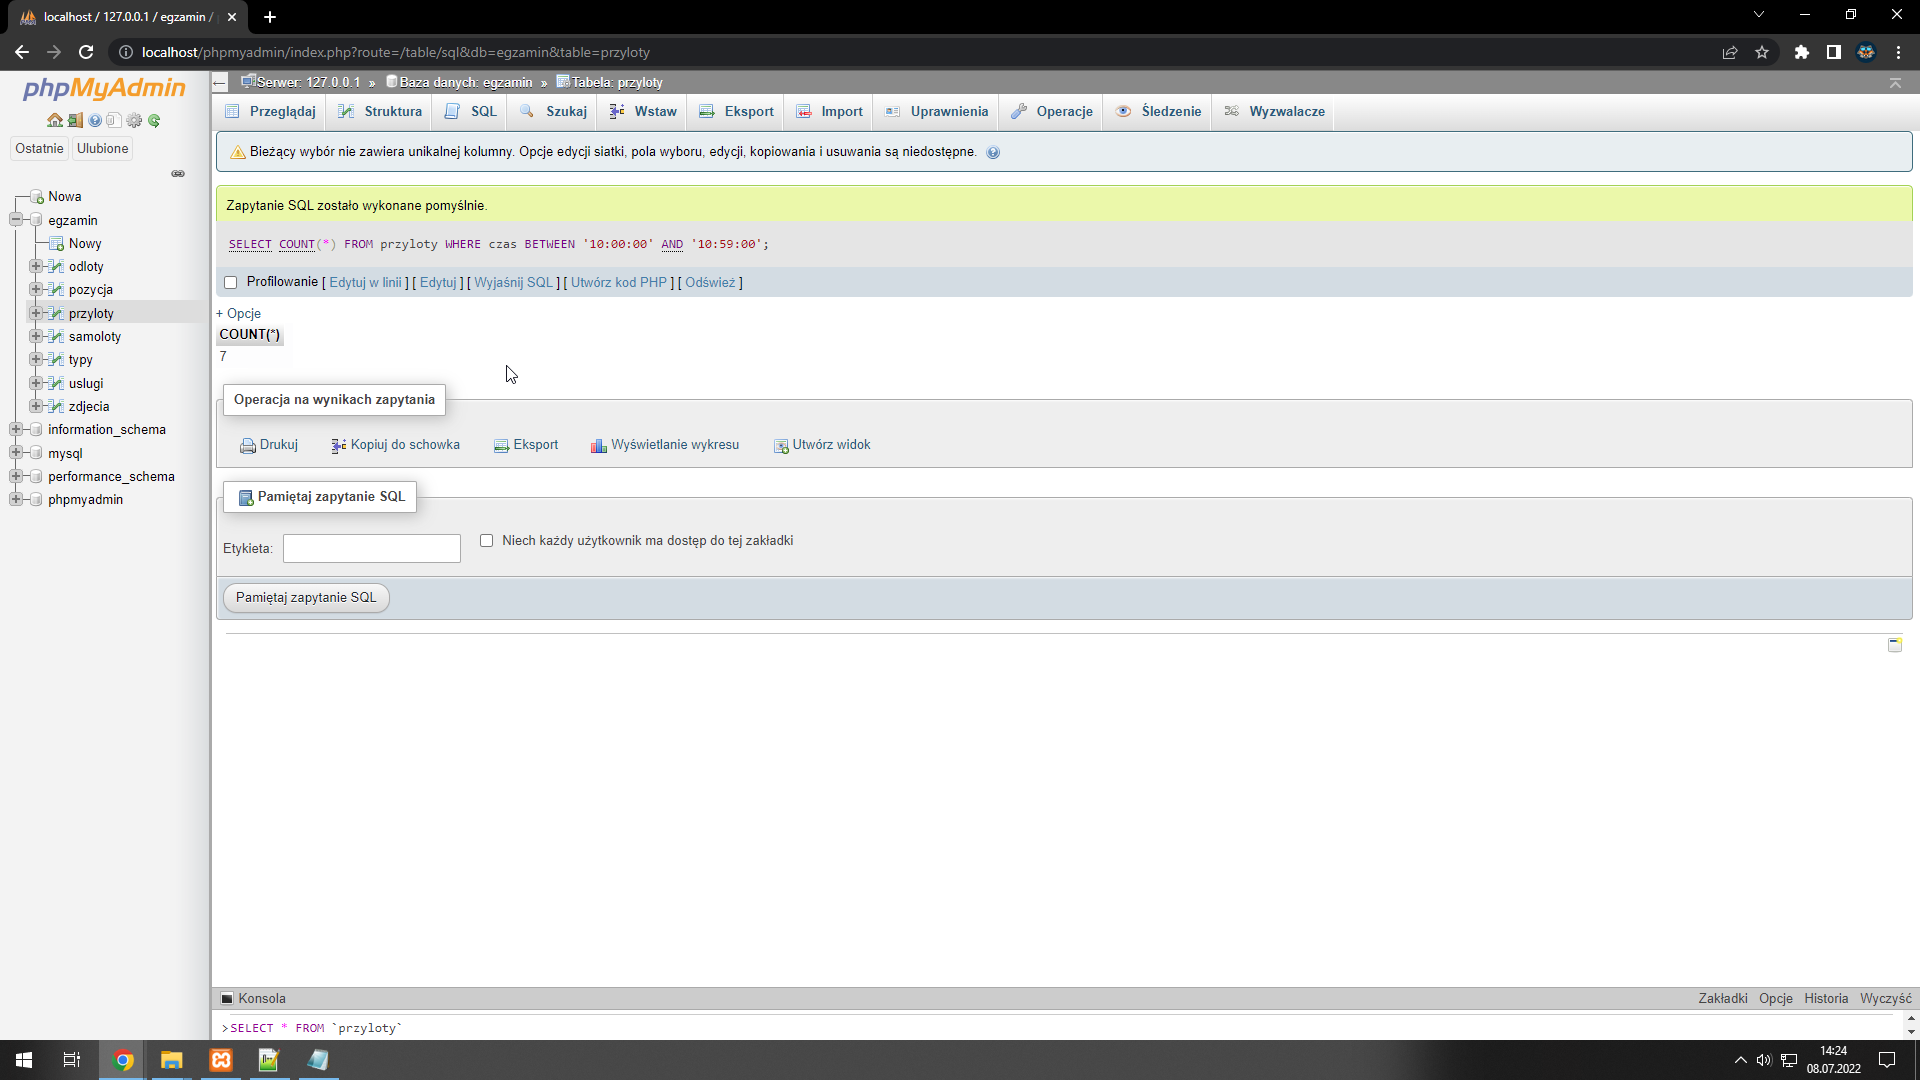 localhost / 127.0.0.1 / egzamin /
localhost/phpmyadmin/index.php?route=/table/sql&db=egzamin&table=przyloty
phpMyAdmin
Ostatnie Ulubione
Nowa
egzamin
Nowy
odloty
pozycja
przyloty
samoloty
typy
uslugi
zdjecia
information_schema
mysql
performance_schema
phpmyadmin
Serwer: 127.0.0.1 » Baza danych: egzamin » Tabela: przyloty
Przeglądaj Struktura SQL Szukaj Wstaw Eksport Import Uprawnienia Operacje Śledzenie Wyzwalacze
Bieżący wybór nie zawiera unikalnej kolumny. Opcje edycji siatki, pola wyboru, edycji, kopiowania i usuwania są niedostępne.
Zapytanie SQL zostało wykonane pomyślnie.
SELECT COUNT(*) FROM przyloty WHERE czas BETWEEN '10:00:00' AND '10:59:00';
Profilowanie [ Edytuj w linii ] [ Edytuj ] [ Wyjaśnij SQL ] [ Utwórz kod PHP ] [ Odśwież ]
+ Opcje
COUNT(*)
7
Operacja na wynikach zapytania
Drukuj Kopiuj do schowka Eksport Wyświetlanie wykresu Utwórz widok
Pamiętaj zapytanie SQL
Etykieta: Niech każdy użytkownik ma dostęp do tej zakładki
Pamiętaj zapytanie SQL
Konsola Zakładki Opcje Historia Wyczyść
>SELECT * FROM `przyloty`
14:24
08.07.2022